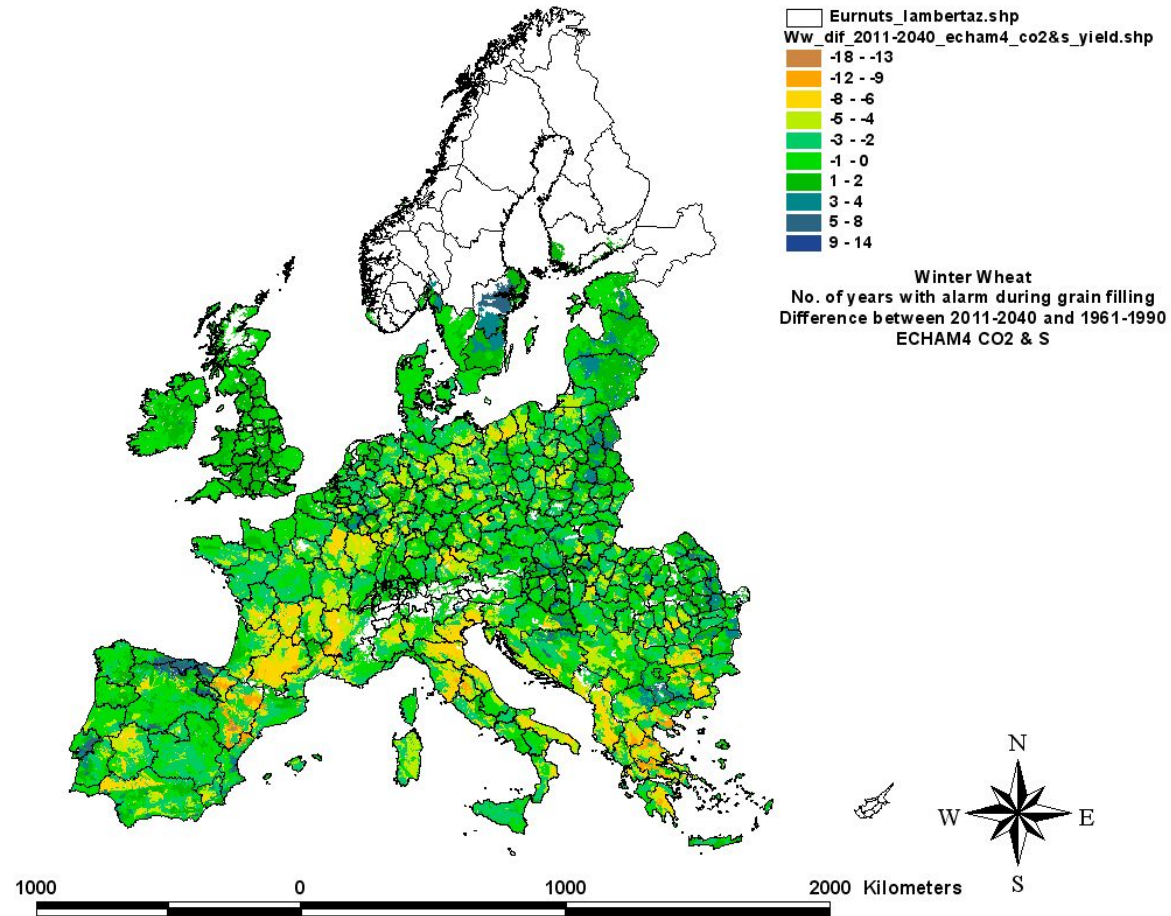 Eurnuts_lambertaz.shp
Ww_dif_2011-2040_echam4_co2&s_yield.shp
-18 - -13
-12 - -9
-8 - -6
-5 - -4
-3 - -2
-1 - 0
1 - 2
3 - 4
5 - 8
9 - 14
Winter Wheat
No. of years with alarm during grain filling
Difference between 2011-2040 and 1961-1990
ECHAM4 CO2 & S
N
W E
S
1000 0 1000 2000 Kilometers